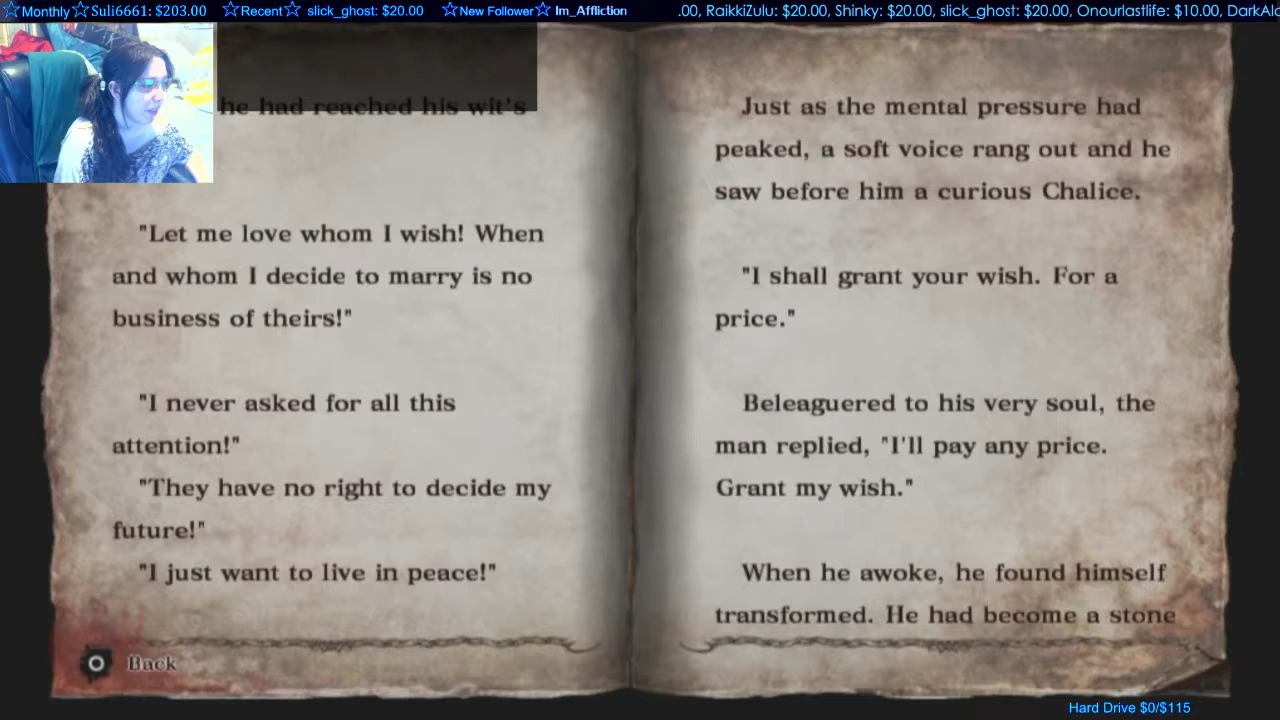 ☆Monthly☆Suli6661: $203.00 ☆Recent☆ slick_ghost: $20.00 ☆New Follower☆ Im_Affliction .00, RaikkiZulu: $20.00, Shinky: $20.00, slick_ghost: $20.00, Onourlastlife: $10.00,
he had reached his wit's
"Let me love whom I wish! When
and whom I decide to marry is no
business of theirs!"
"I never asked for all this
attention!"
"They have no right to decide my
future!"
"I just want to live in peace!"
Just as the mental pressure had
peaked, a soft voice rang out and he
saw before him a curious Chalice.
"I shall grant your wish. For a
price."
Beleaguered to his very soul, the
man replied, "I'll pay any price.
Grant my wish."
When he awoke, he found himself
transformed. He had become a stone
Back
Hard Drive $0/$115